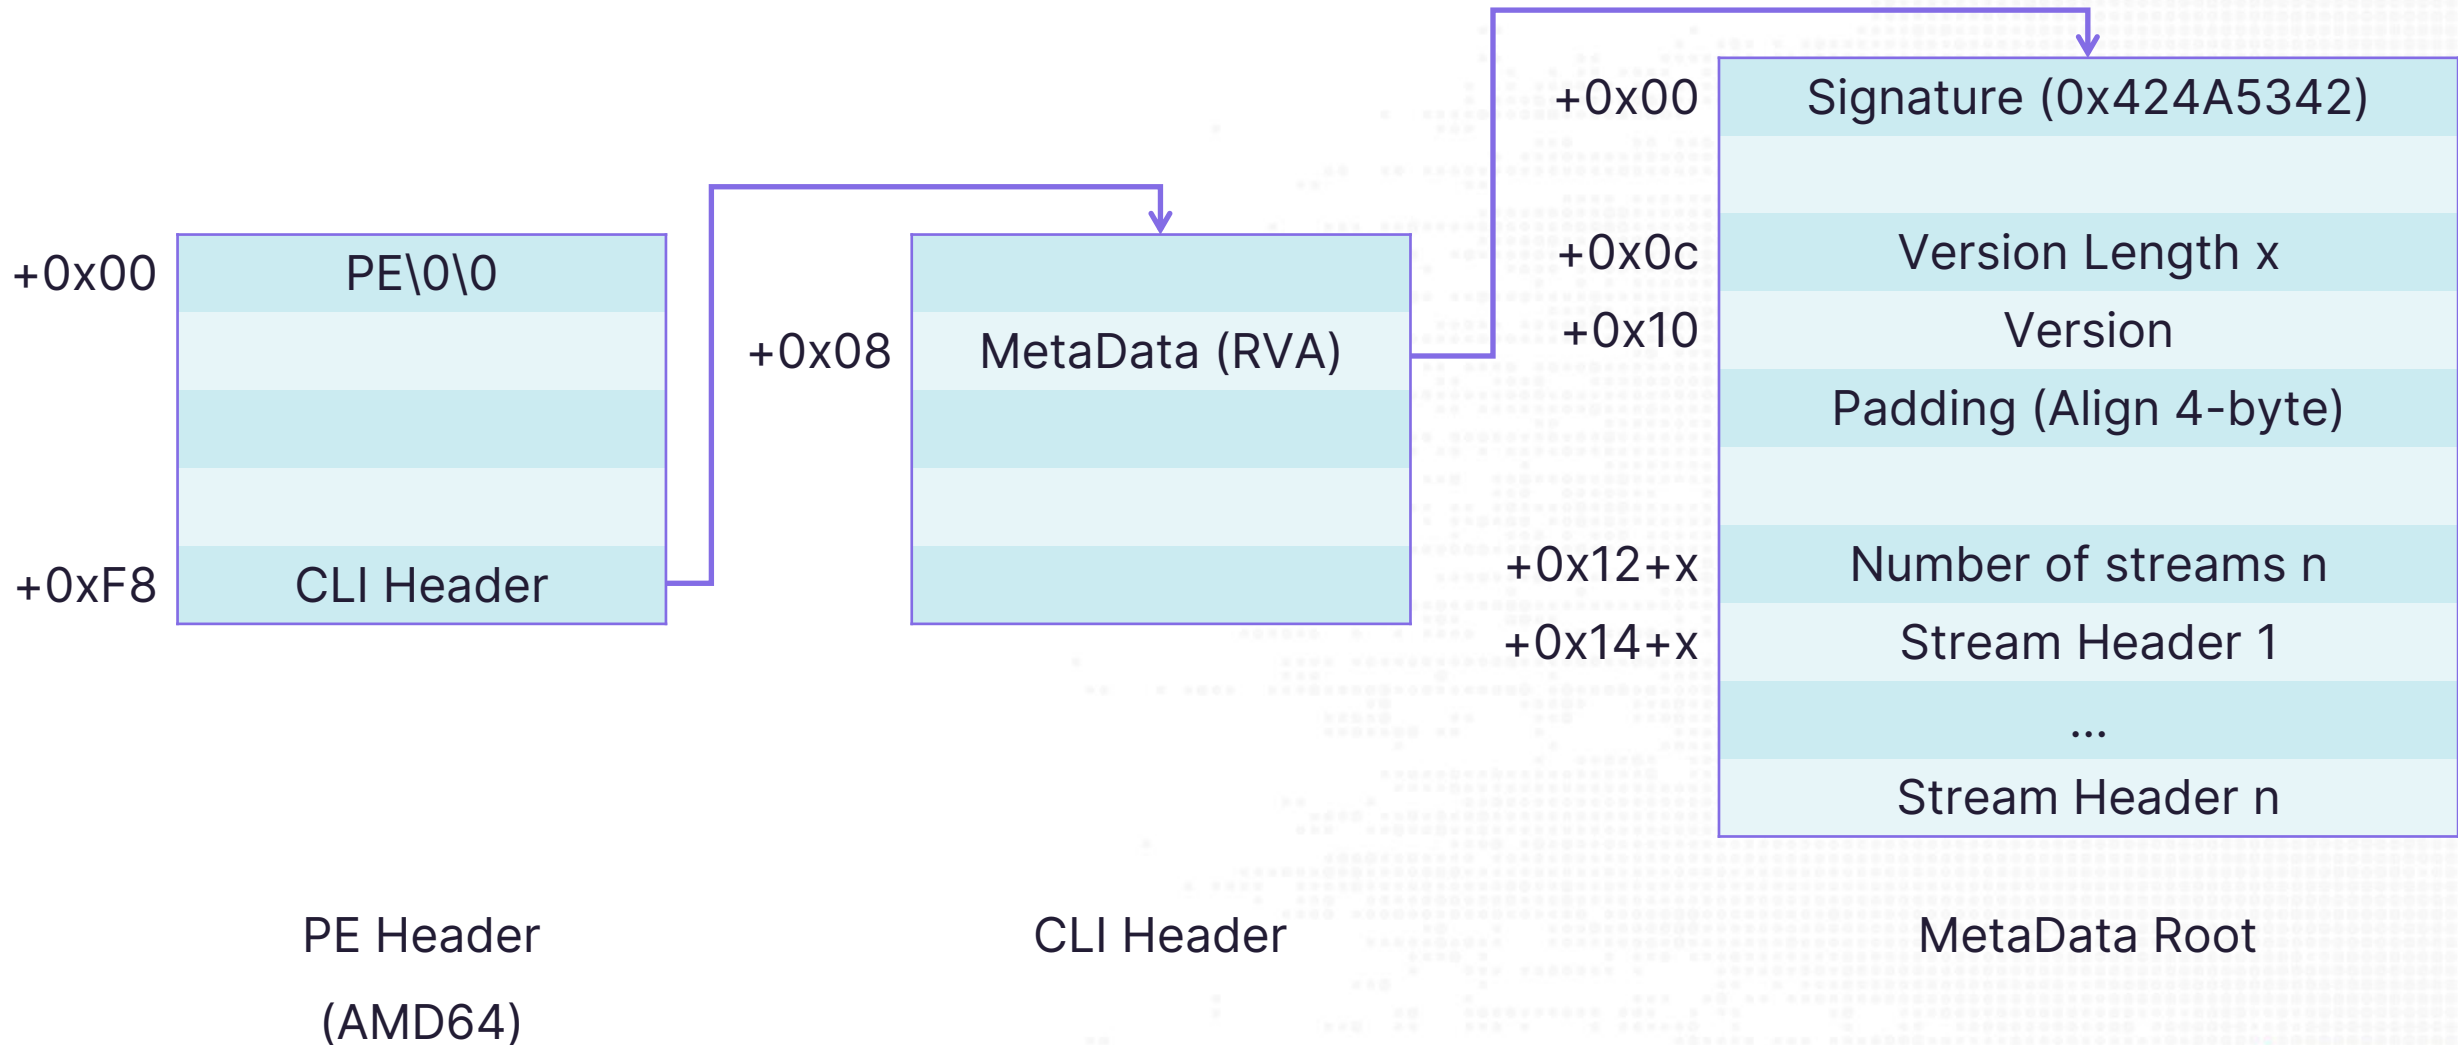 +0x00 PE\0\0
+0xF8 CLI Header
PE Header
(AMD64)
+0x08 MetaData (RVA)
CLI Header
+0x00 Signature (0x424A5342)
+0x0c Version Length x
+0x10 Version
Padding (Align 4-byte)
+0x12+x Number of streams n
+0x14+x Stream Header 1
...
Stream Header n
MetaData Root